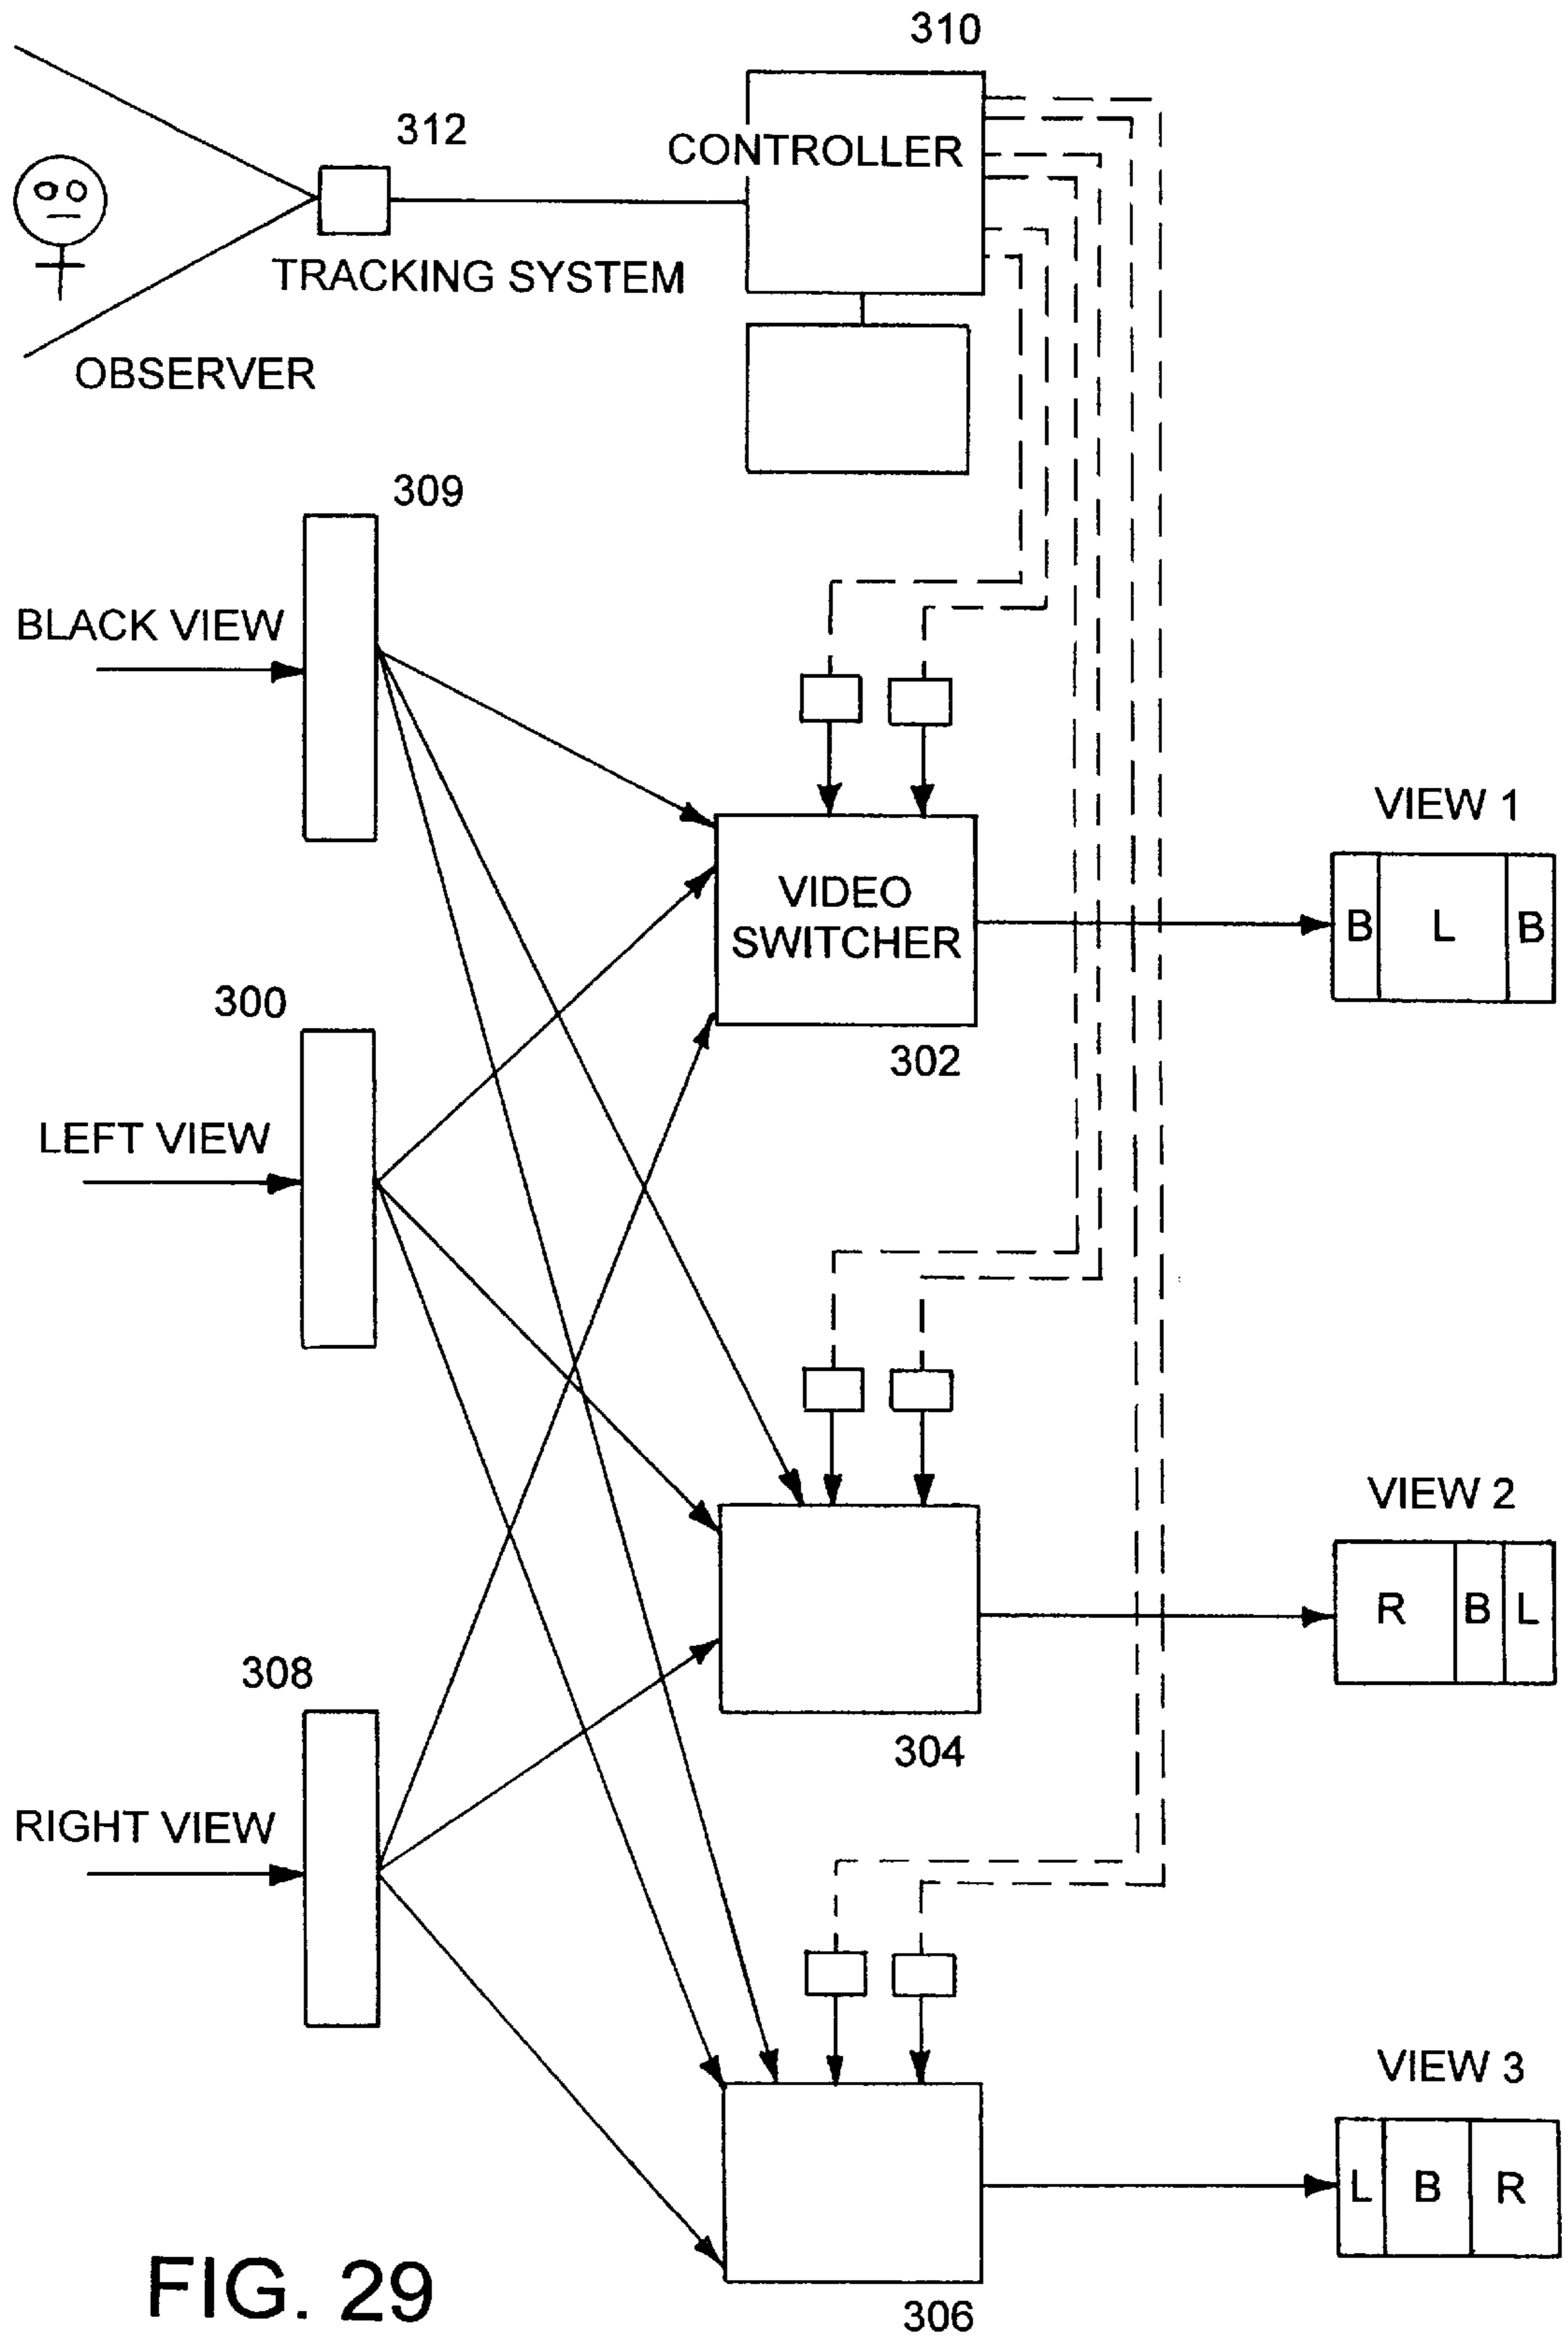 310
312
CONTROLLER
TRACKING SYSTEM
OBSERVER
309
BLACK VIEW
VIEW 1
VIDEO
SWITCHER
B L B
300
302
LEFT VIEW
VIEW 2
R B L
308
304
RIGHT VIEW
VIEW 3
L B R
FIG. 29
306